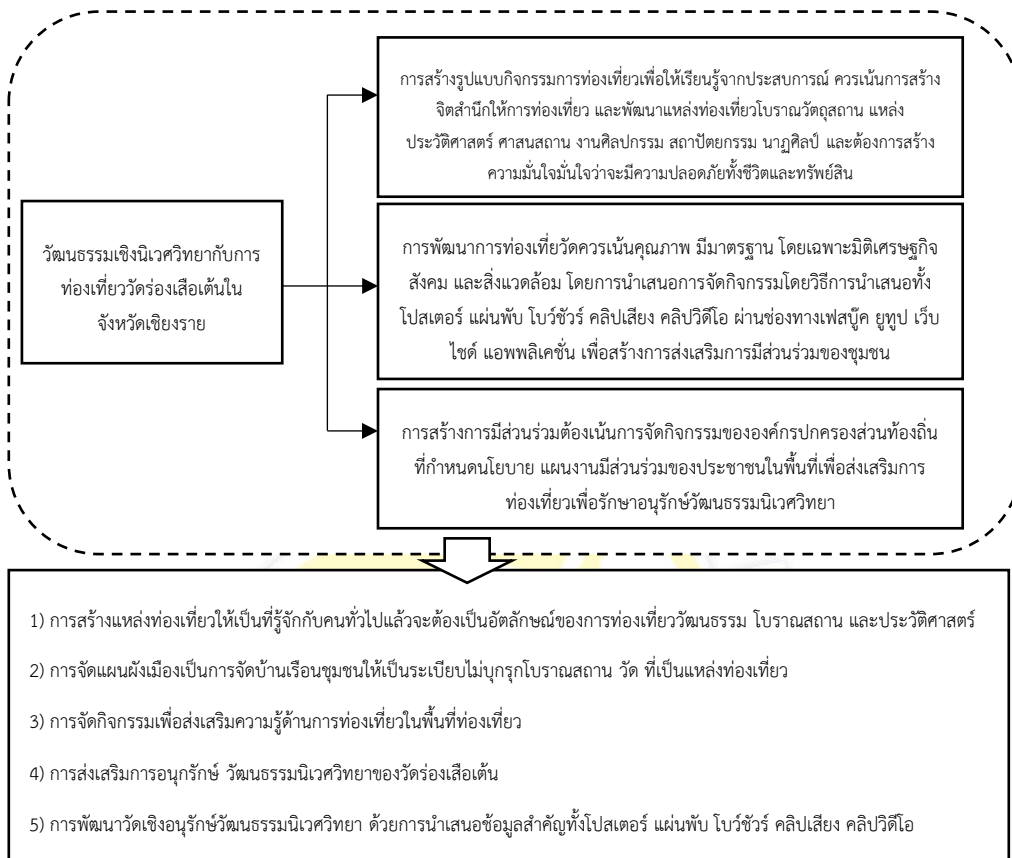 การสร้างรูปแบบกิจกรรมการท่องเที่ยวเพื่อให้เรียนรู้จากประสบการณ์ ควรเน้นการสร้าง
จิตสำนึกให้การท่องเที่ยว และพัฒนาแหล่งท่องเที่ยวโบราณวัตถุสถาน แหล่ง
ประวัติศาสตร์ ศาสนสถาน งานศิลปกรรม สถาปัตยกรรม นาฏศิลป์ และต้องการสร้าง
ความมั่นใจมั่นใจว่าจะมีความปลอดภัยทั้งชีวิตและทรัพย์สิน
วัฒนธรรมเชิงนิเวศวิทยากับการ
ท่องเที่ยววัดร่องเสือเต้นใน
จังหวัดเชียงราย
การพัฒนาการท่องเที่ยวัดควรเน้นคุณภาพ มีมาตรฐาน โดยเฉพาะมิติเศรษฐกิจ
สังคม และสิ่งแวดล้อม โดยการนำเสนอการจัดกิจกรรมโดยวิธีการนำเสนอทั้ง
โปสเตอร์ แผ่นพับ โบว์ชัวร์ คลิปเสียง คลิปวิดีโอ ผ่านช่องทางเฟสบุ๊ค ยูทูป เว็บ
ไซด์ แอพพลิเคชั่น เพื่อสร้างการส่งเสริมการมีส่วนร่วมของชุมชน
การสร้างการมีส่วนร่วมต้องเน้นการจัดกิจกรรมขององค์กรปกครองส่วนท้องถิ่น
ที่กำหนดนโยบาย แผนงานมีส่วนร่วมของประชาชนในพื้นที่เพื่อส่งเสริมการ
ท่องเที่ยวเพื่อรักษาอนุรักษ์วัฒนธรรมนิเวศวิทยา
1) การสร้างแหล่งท่องเที่ยวให้เป็นที่รู้จักกับคนทั่วไปแล้วจะต้องเป็นอัตลักษณ์ของการท่องเที่ยววัฒนธรรม โบราณสถาน และประวัติศาสตร์
2) การจัดแผนผังเมืองเป็นการจัดบ้านเรือนชุมชนให้เป็นระเบียบไม่บุกรุกโบราณสถาน วัด ที่เป็นแหล่งท่องเที่ยว
3) การจัดกิจกรรมเพื่อส่งเสริมความรู้ด้านการท่องเที่ยวในพื้นที่ท่องเที่ยว
4) การส่งเสริมการอนุกรักษ์ วัฒนธรรมนิเวศวิทยาของวัดร่องเสือเต้น
5) การพัฒนาวัดเชิงอนุรักษ์วัฒนธรรมนิเวศวิทยา ด้วยการนำเสนอข้อมูลสำคัญทั้งโปสเตอร์ แผ่นพับ โบว์ชัวร์ คลิปเสียง คลิปวิดีโอ